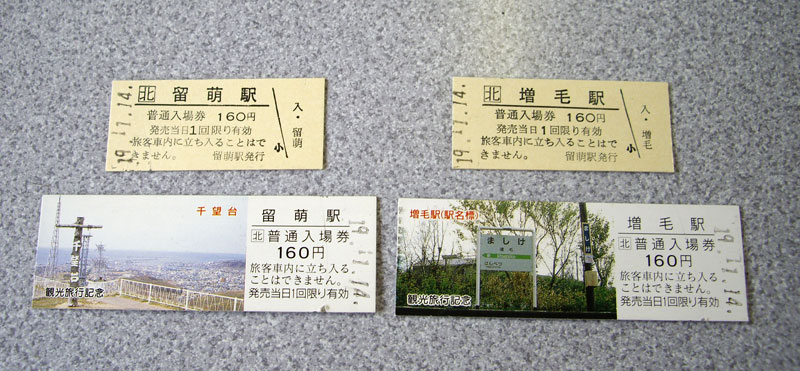 北 留萌駅
普通入場券 160円
発売当日1回限り有効
旅客車内に立ち入ることはで
きません。 留萌駅発行
入・留萌
小
19.11.14.
北 増毛駅
普通入場券 160円
発売当日1回限り有効
旅客車内に立ち入ることはで
きません。 留萌駅発行
入・増毛
小
19.11.14.
千望台
千望台
観光旅行記念
留萌駅
北 普通入場券
160円
旅客車内に立ち入る
ことはできません。
発売当日1回限り有効
19.11.14
増毛駅(駅名標)
ましけ
増毛
はしべつ
観光旅行記念
増毛駅
北 普通入場券
160円
旅客車内に立ち入る
ことはできません。
発売当日1回限り有効
19.11.14.